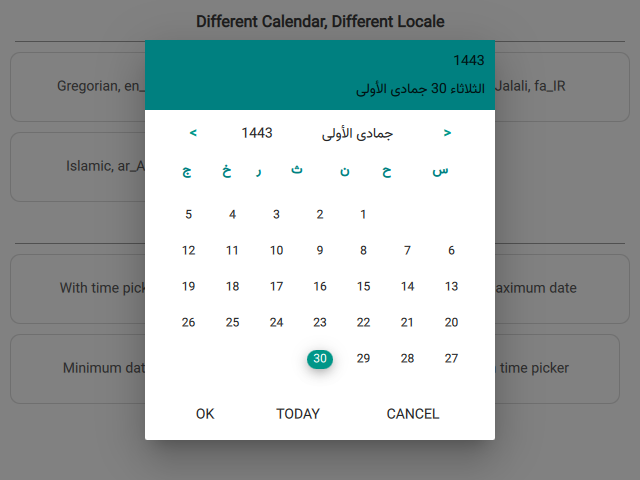 Different Calendar, Different Locale
Gregorian, en_
Jalali, fa_IR
Islamic, ar_A
With time pick
aximum date
Minimum dat
time picker
1443
الثلاثاء 30 جمادى الأولى
< 1443 جمادى الأولى >
س ح ن ث ر خ ج
1 2 3 4 5
6 7 8 9 10 11 12
13 14 15 16 17 18 19
20 21 22 23 24 25 26
27 28 29 30
OK TODAY CANCEL